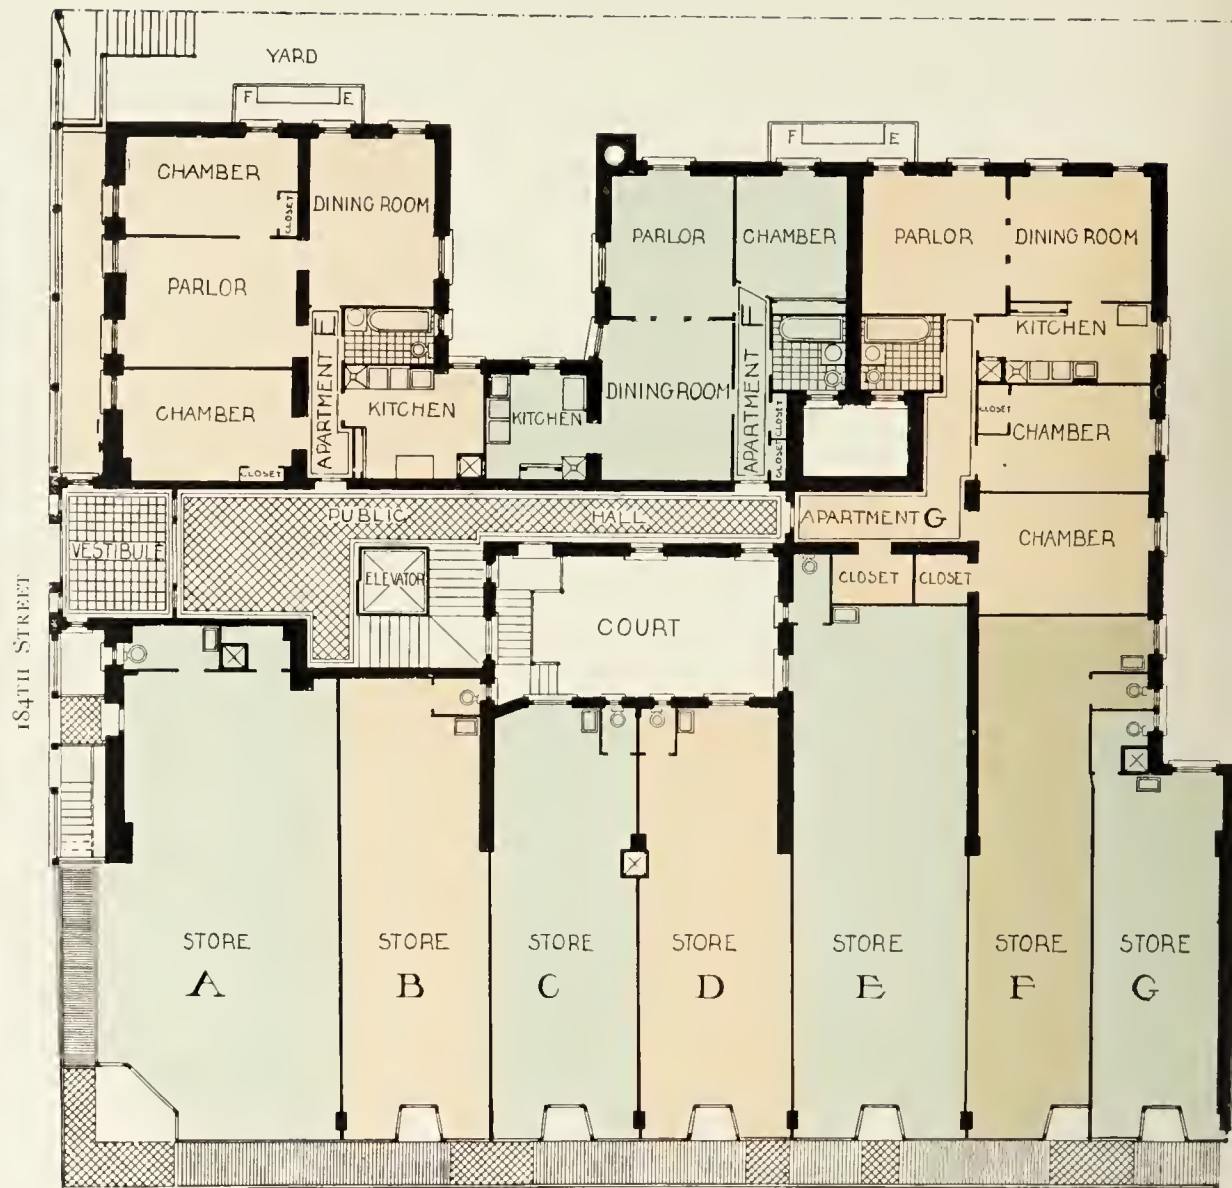 YARD
F E
F E
CHAMBER
CLOSET
DINING ROOM
PARLOR
CHAMBER
CLOSET
APARTMENT E
KITCHEN
KITCHEN
PARLOR
CHAMBER
DINING ROOM
APARTMENT F
CLOSET
CLOSET
PARLOR
DINING ROOM
KITCHEN
CLOSET
CHAMBER
CHAMBER
APARTMENT G
CLOSET
CLOSET
VESTIBULE
PUBLIC HALL
ELEVATOR
COURT
184TH STREET
STORE
A
STORE
B
STORE
C
STORE
D
STORE
E
STORE
F
STORE
G